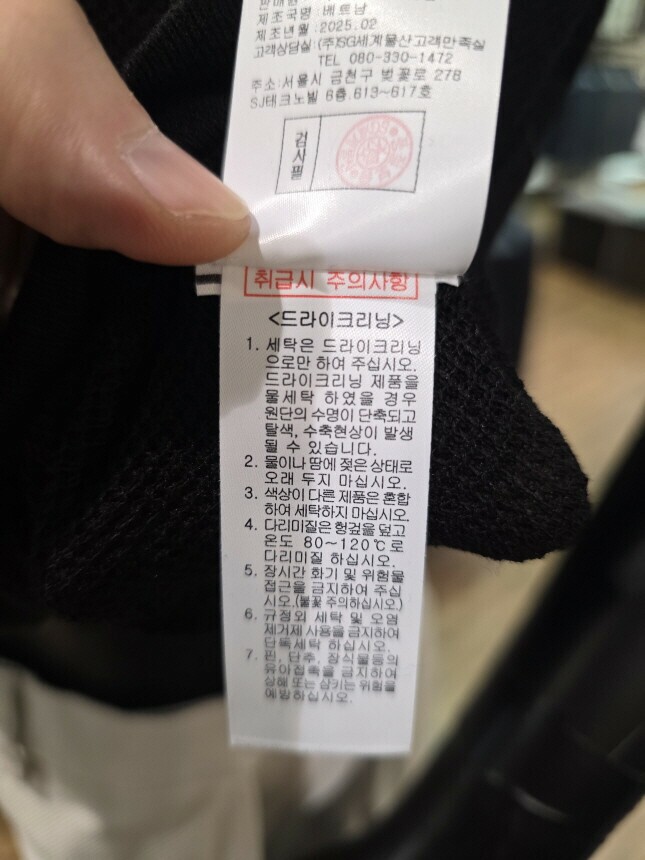 판매원
제조국명 : 베트남
제조년월 : 2025.02
고객상담실 : (주)SG세계물산고객만족실
TEL 080-330-1472
주소 : 서울시 금천구 벚꽃로 278
SJ테크노빌 6층.613~617호
검사필
취급시 주의사항
<드라이크리닝>
1. 세탁은 드라이크리닝
으로만 하여 주십시오.
드라이크리닝 제품을
물세탁 하였을 경우
원단의 수명이 단축되고
탈색, 수축현상이 발생
될 수 있습니다.
2. 물이나 땀에 젖은 상태로
오래 두지 마십시오.
3. 색상이 다른 제품은 혼합
하여 세탁하지 마십시오.
4. 다리미질은 헝겊을 덮고
온도 80~120℃로
다리미질 하십시오.
5. 장시간 화기 및 위험물
접근을 금지하여 주십
시오.(불꽃 주의하십시오.)
6. 규정외 세탁 및 오염
제거제 사용을 금지하여
단독세탁 하십시오.
7. 핀, 단추, 장식물등의
유아접촉을 금지하여
상해 또는 삼키는 위험을
예방하십시오.